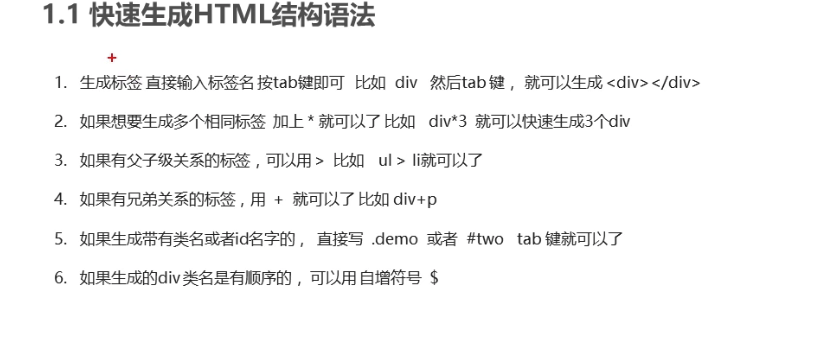 1.1 快速生成HTML结构语法
+
1. 生成标签 直接输入标签名 按tab键即可 比如 div 然后tab 键， 就可以生成 <div></div>
2. 如果想要生成多个相同标签 加上 * 就可以了 比如 div*3 就可以快速生成3个div
3. 如果有父子级关系的标签，可以用 > 比如 ul > li就可以了
4. 如果有兄弟关系的标签，用 + 就可以了 比如 div+p
5. 如果生成带有类名或者id名字的， 直接写 .demo 或者 #two tab 键就可以了
6. 如果生成的div 类名是有顺序的， 可以用 自增符号 $